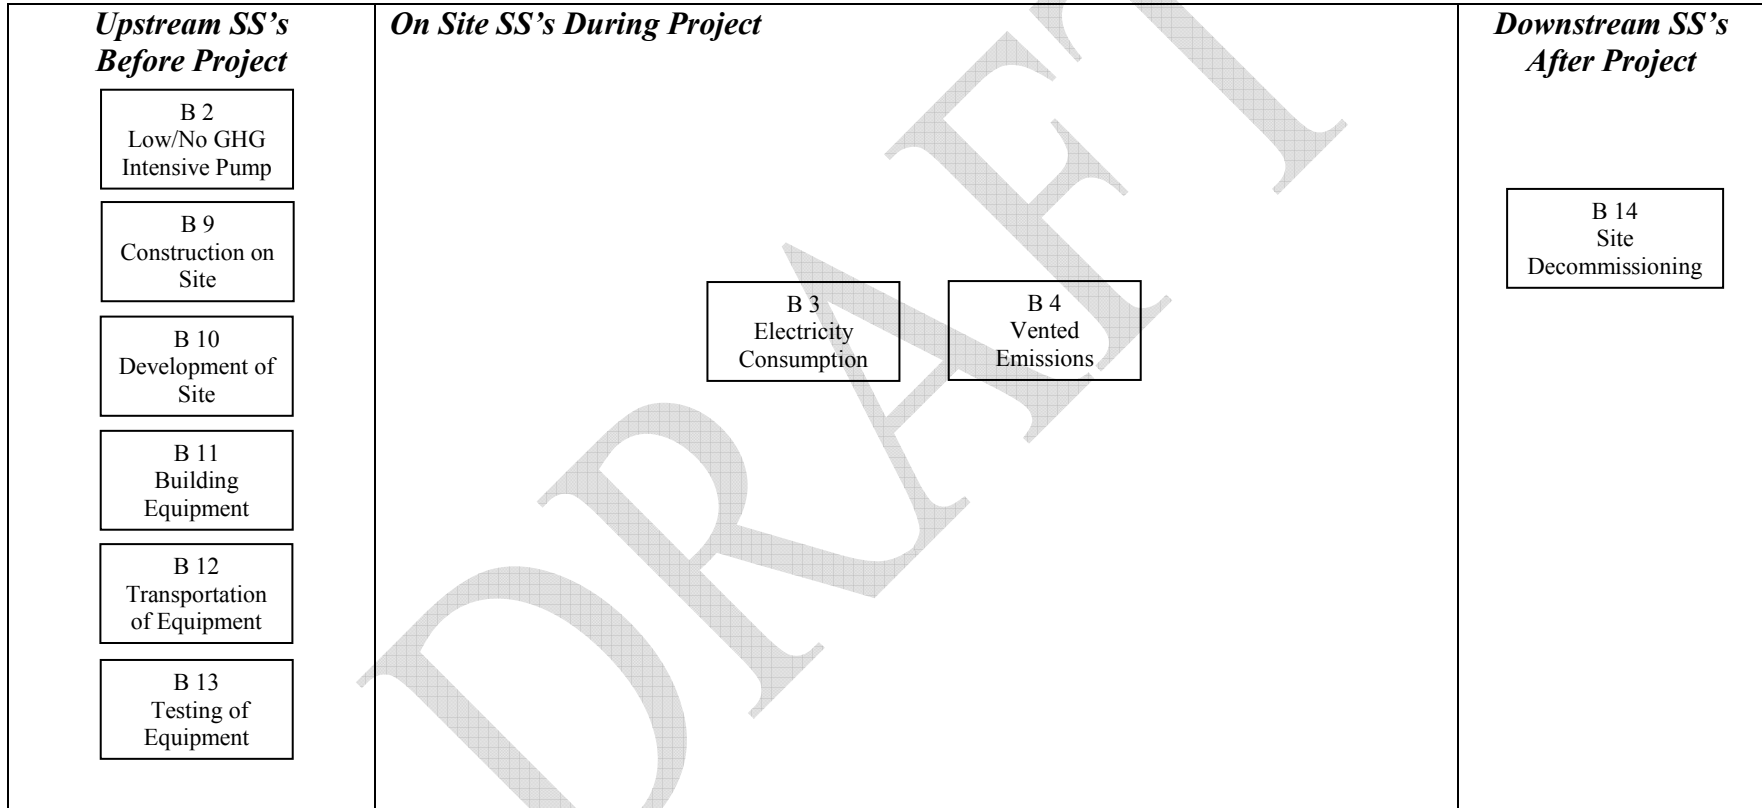 Upstream SS's
Before Project
B 2
Low/No GHG
Intensive Pump
B 9
Construction on
Site
B 10
Development of
Site
B 11
Building
Equipment
B 12
Transportation
of Equipment
B 13
Testing of
Equipment
On Site SS's During Project
B 3
Electricity
Consumption
B 4
Vented
Emissions
Downstream SS's
After Project
B 14
Site
Decommissioning
DRAFT